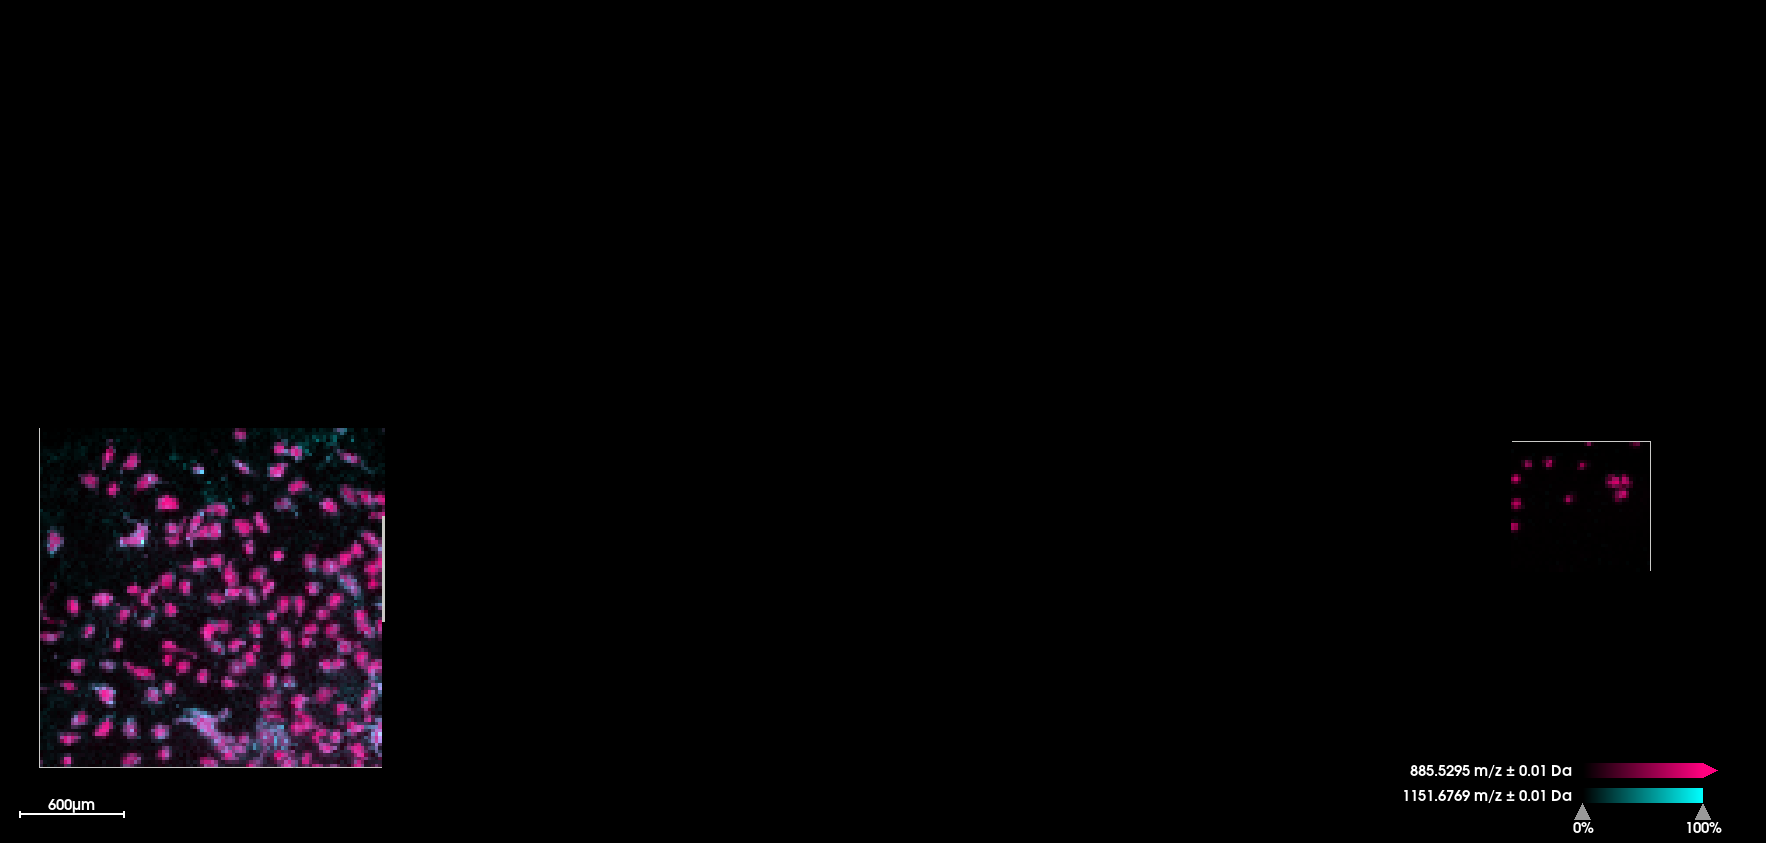 885.5295 m/z ± 0.01 Da
1151.6769 m/z ± 0.01 Da
600µm
0% 100%